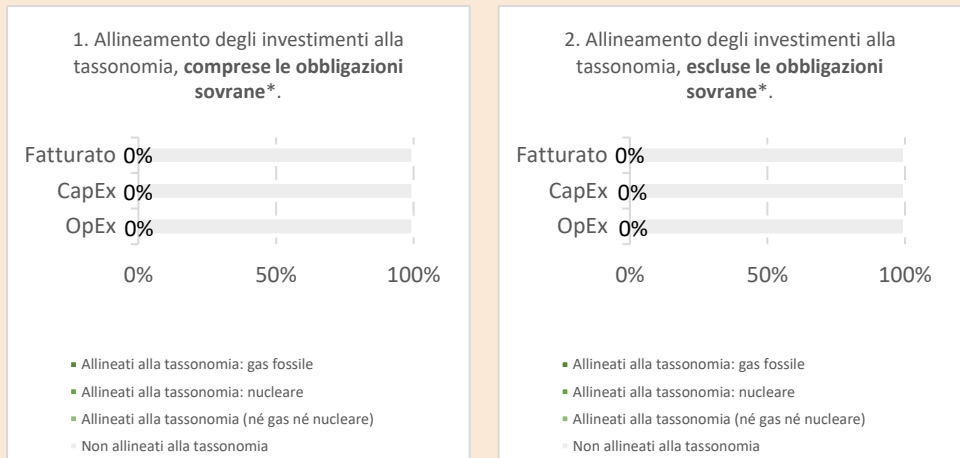 1. Allineamento degli investimenti alla
tassonomia, comprese le obbligazioni
sovrane*.
Fatturato 0%
CapEx 0%
OpEx 0%
0% 50% 100%
▪ Allineati alla tassonomia: gas fossile
▪ Allineati alla tassonomia: nucleare
▪ Allineati alla tassonomia (né gas né nucleare)
▪ Non allineati alla tassonomia
2. Allineamento degli investimenti alla
tassonomia, escluse le obbligazioni
sovrane*.
Fatturato 0%
CapEx 0%
OpEx 0%
0% 50% 100%
▪ Allineati alla tassonomia: gas fossile
▪ Allineati alla tassonomia: nucleare
▪ Allineati alla tassonomia (né gas né nucleare)
▪ Non allineati alla tassonomia